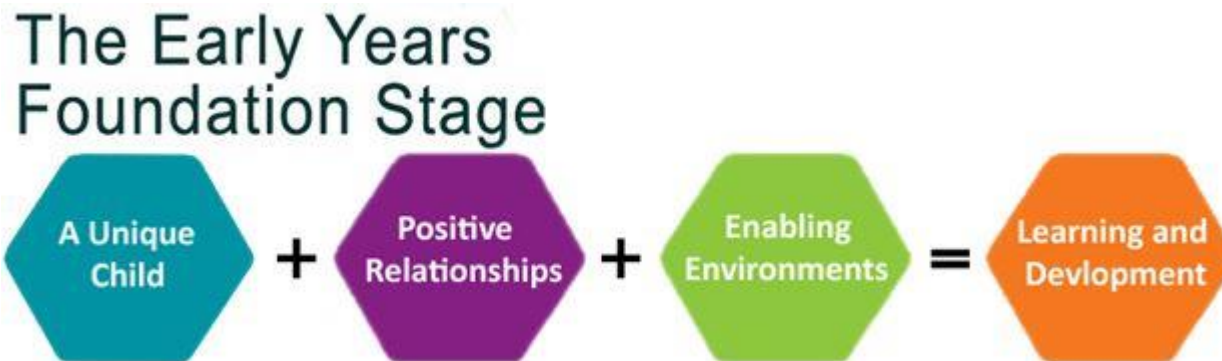 The Early Years
Foundation Stage
A Unique
Child
+
Positive
Relationships
+
Enabling
Environments
=
Learning and
Devlopment